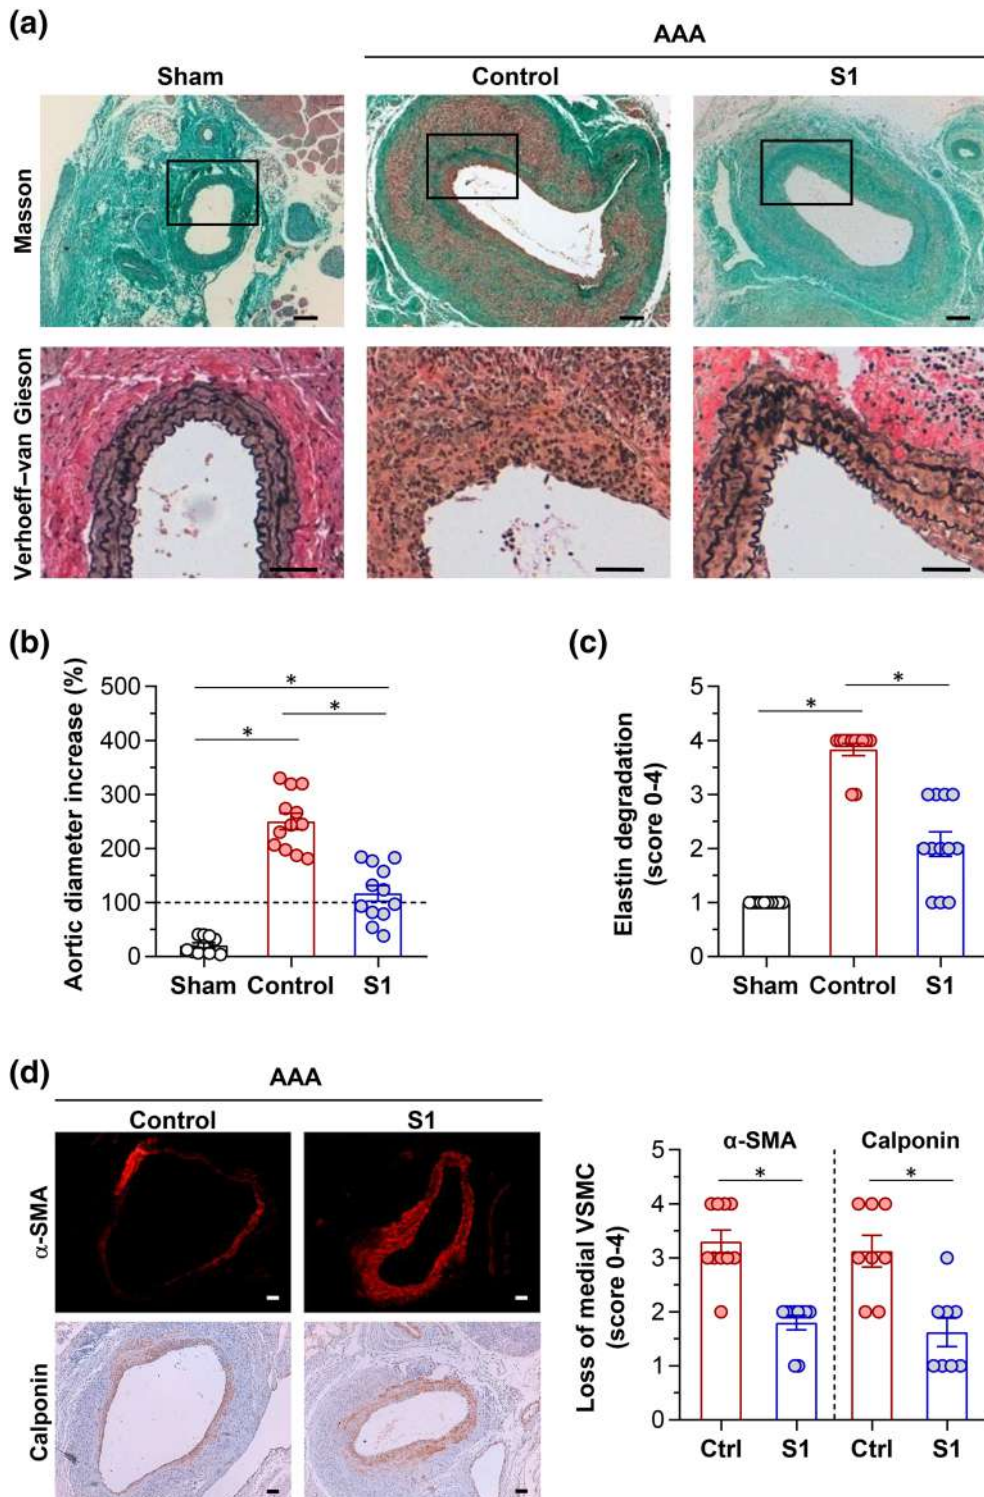 (a)
AAA
Sham
Control
S1
Masson
Verhoeff–van Gieson
(b)
Aortic diameter increase (%)
500
400
300
200
100
0
*
*
*
Sham
Control
S1
(c)
Elastin degradation
(score 0-4)
5
4
3
2
1
0
*
*
Sham
Control
S1
(d)
AAA
Control
S1
α-SMA
Calponin
Loss of medial VSMC
(score 0-4)
5
4
3
2
1
0
α-SMA
Calponin
*
*
Ctrl
S1
Ctrl
S1